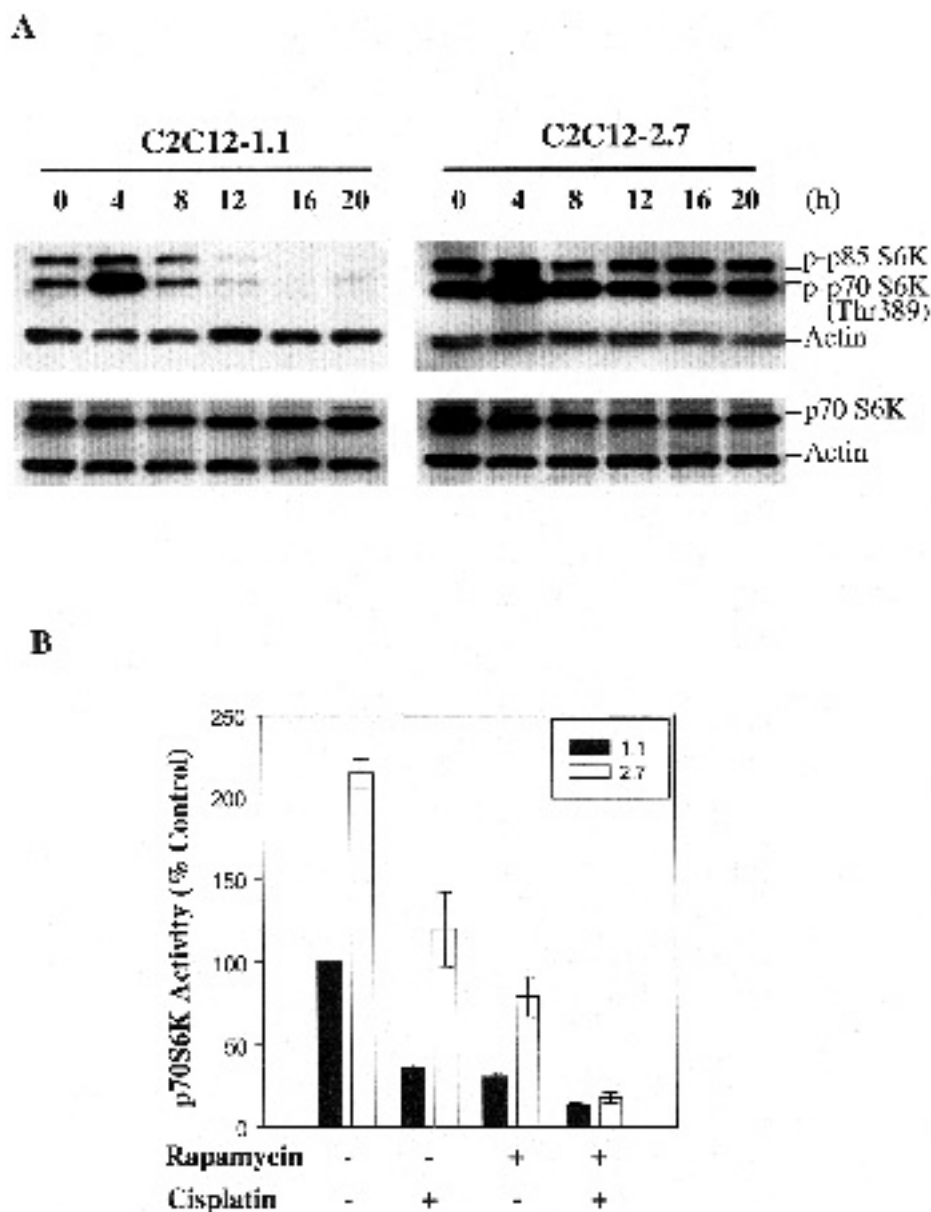 A
C2C12-1.1 C2C12-2.7
0 4 8 12 16 20 0 4 8 12 16 20 (h)
p-p85 S6K
p-p70 S6K
(Thr389)
Actin
p70 S6K
Actin
B
p70S6K Activity (% Control)
250
200
150
100
50
0
1.1
2.7
Rapamycin - - + +
Cisplatin - + - +